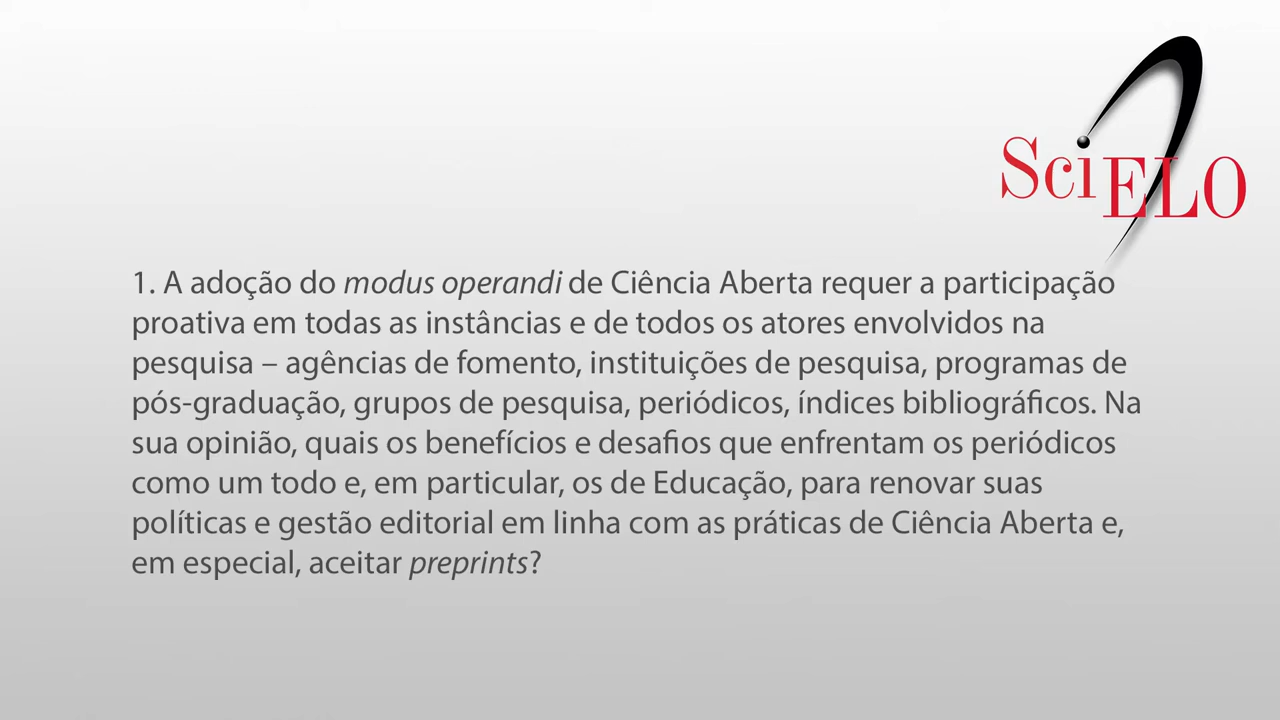 SciELO
1. A adoção do modus operandi de Ciência Aberta requer a participação
proativa em todas as instâncias e de todos os atores envolvidos na
pesquisa – agências de fomento, instituições de pesquisa, programas de
pós-graduação, grupos de pesquisa, periódicos, índices bibliográficos. Na
sua opinião, quais os benefícios e desafios que enfrentam os periódicos
como um todo e, em particular, os de Educação, para renovar suas
políticas e gestão editorial em linha com as práticas de Ciência Aberta e,
em especial, aceitar preprints?